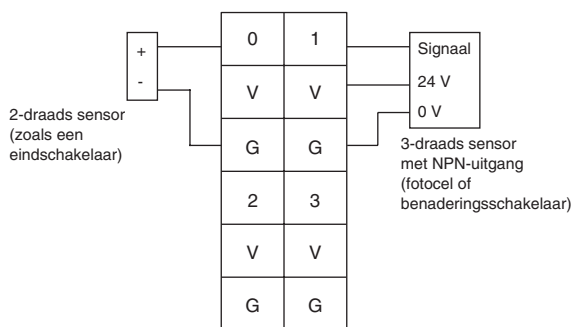 +
-
2-draads sensor
(zoals een
eindschakelaar)
0 1
V V
G G
2 3
V V
G G
Signaal
24 V
0 V
3-draads sensor
met NPN-uitgang
(fotocel of
benaderingsschakelaar)